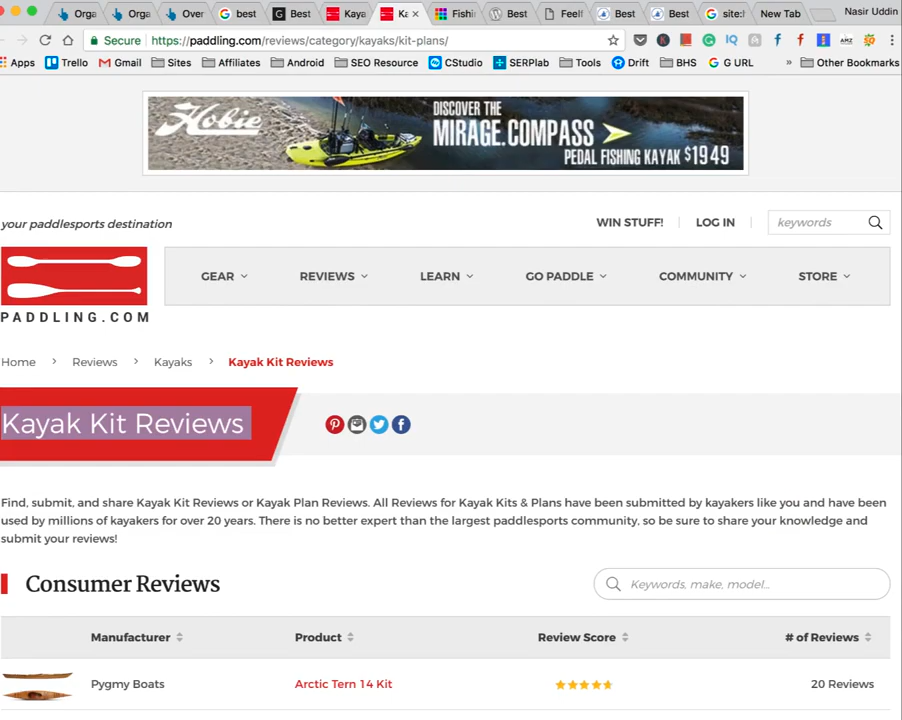 Orga
Orga
Over
best
Best
Kaya
Ka
Fishin
Best
Feelf
Best
Best
site:h
New Tab
Nasir Uddin
Secure
https://paddling.com/reviews/category/kayaks/kit-plans/
Apps
Trello
Gmail
Sites
Affiliates
Android
SEO Resource
CStudio
SERPlab
Tools
Drift
BHS
G URL
»
Other Bookmarks
Hobie
DISCOVER THE
MIRAGE.COMPASS
PEDAL FISHING KAYAK $1949
your paddlesports destination
WIN STUFF!
LOG IN
keywords
PADDLING.COM
GEAR
REVIEWS
LEARN
GO PADDLE
COMMUNITY
STORE
Home > Reviews > Kayaks > Kayak Kit Reviews
Kayak Kit Reviews
Find, submit, and share Kayak Kit Reviews or Kayak Plan Reviews. All Reviews for Kayak Kits & Plans have been submitted by kayakers like you and have been
used by millions of kayakers for over 20 years. There is no better expert than the largest paddlesports community, so be sure to share your knowledge and
submit your reviews!
Consumer Reviews
Keywords, make, model...
Manufacturer
Product
Review Score
# of Reviews
Pygmy Boats
Arctic Tern 14 Kit
20 Reviews